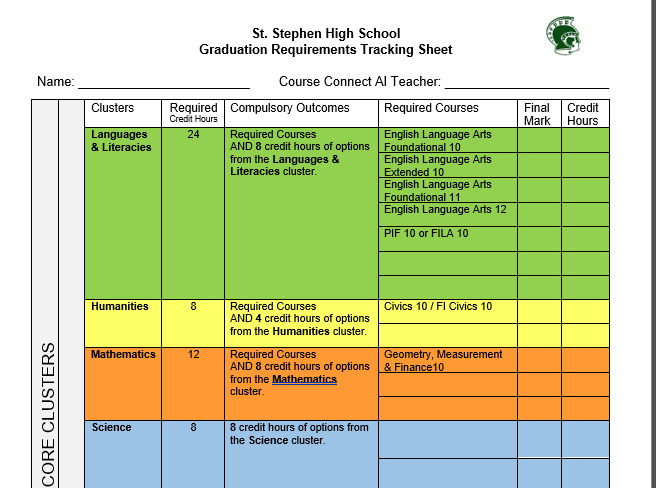 St. Stephen High School
Graduation Requirements Tracking Sheet
Name: Course Connect AI Teacher:
Clusters Required Credit Hours Compulsory Outcomes Required Courses Final Mark Credit Hours
Languages & Literacies
24
Required Courses
AND 8 credit hours of options
from the Languages &
Literacies cluster.
English Language Arts
Foundational 10
English Language Arts
Extended 10
English Language Arts
Foundational 11
English Language Arts 12
PIF 10 or FILA 10
Humanities
8
Required Courses
AND 4 credit hours of options
from the Humanities cluster.
Civics 10 / FI Civics 10
Mathematics
12
Required Courses
AND 8 credit hours of options
from the Mathematics
cluster.
Geometry, Measurement
& Finance10
Science
8
8 credit hours of options from
the Science cluster.
CORE CLUSTERS